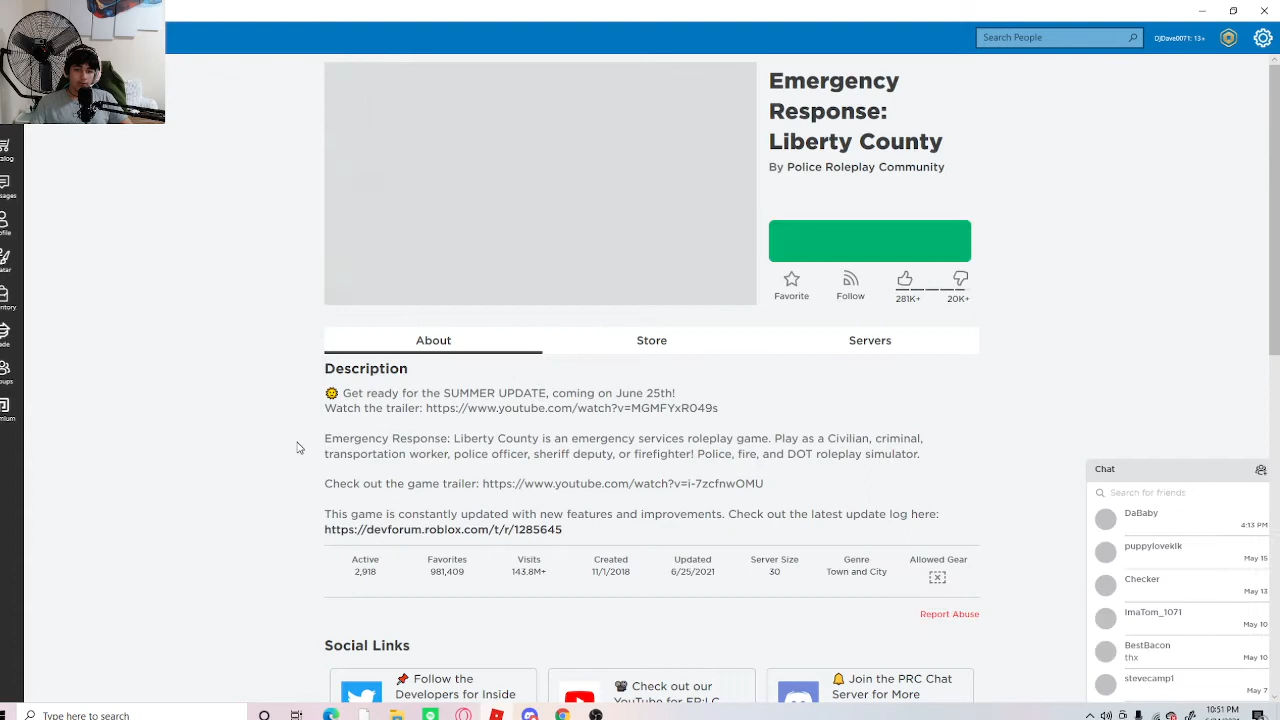 Search People
DjDave0071: 13+
Emergency
Response:
Liberty County
By Police Roleplay Community
Favorite
Follow
281K+
20K+
About
Store
Servers
Description
Get ready for the SUMMER UPDATE, coming on June 25th!
Watch the trailer: https://www.youtube.com/watch?v=MGMFYxR049s
Emergency Response: Liberty County is an emergency services roleplay game. Play as a Civilian, criminal,
transportation worker, police officer, sheriff deputy, or firefighter! Police, fire, and DOT roleplay simulator.
Check out the game trailer: https://www.youtube.com/watch?v=i-7zcfnwOMU
This game is constantly updated with new features and improvements. Check out the latest update log here:
https://devforum.roblox.com/t/r/1285645
Active
2,918
Favorites
981,409
Visits
143.8M+
Created
11/1/2018
Updated
6/25/2021
Server Size
30
Genre
Town and City
Allowed Gear
Report Abuse
Social Links
Follow the
Developers for Inside
Check out our
YouTube for ER:LC
Join the PRC Chat
Server for More
Chat
Search for friends
DaBaby
4:13 PM
puppyloveklk
May 15
Checker
May 13
ImaTom_1071
May 10
BestBacon
thx
May 10
stevecamp1
May 7
Type here to search
10:51 PM